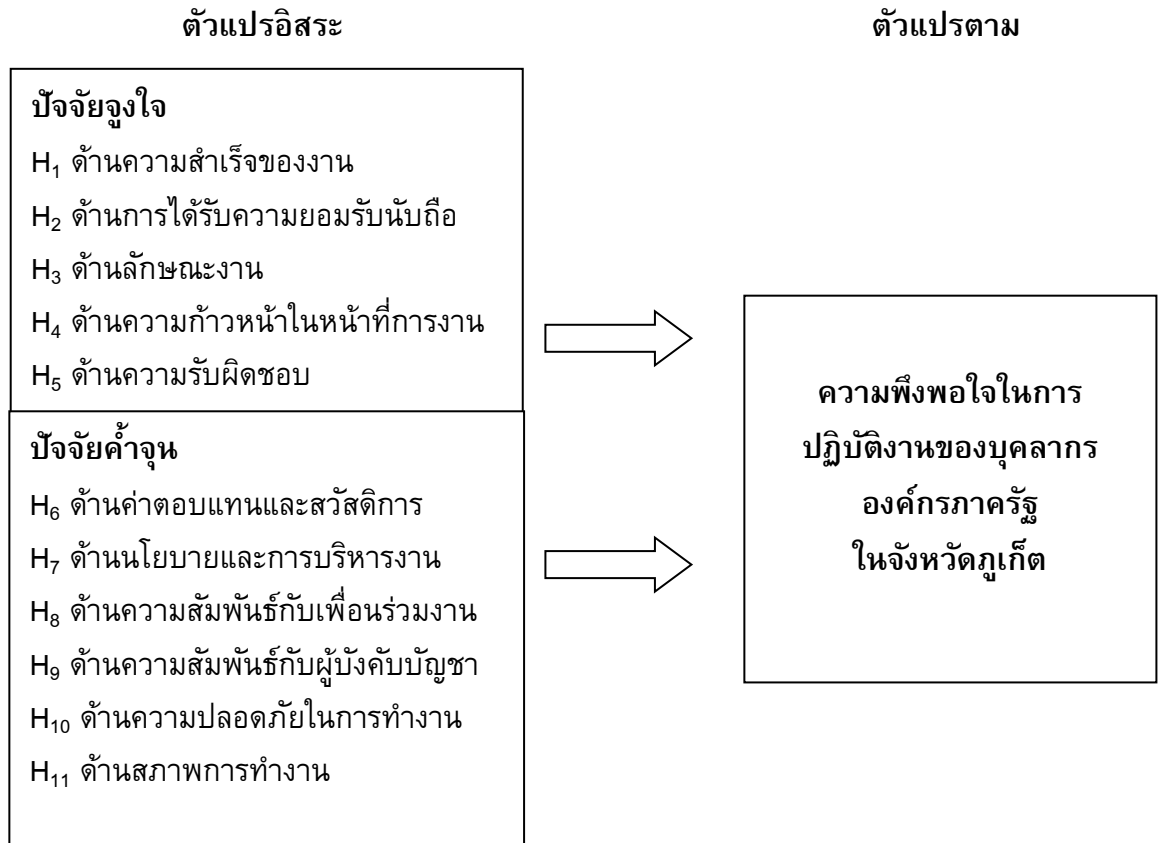 ตัวแปรอิสระ
ตัวแปรตาม
ปัจจัยจูงใจ
H₁ ด้านความสำเร็จของงาน
H₂ ด้านการได้รับความยอมรับนับถือ
H₃ ด้านลักษณะงาน
H₄ ด้านความก้าวหน้าในหน้าที่การงาน
H₅ ด้านความรับผิดชอบ
ปัจจัยค้ำจุน
H₆ ด้านค่าตอบแทนและสวัสดิการ
H₇ ด้านนโยบายและการบริหารงาน
H₈ ด้านความสัมพันธ์กับเพื่อนร่วมงาน
H₉ ด้านความสัมพันธ์กับผู้บังคับบัญชา
H₁₀ ด้านความปลอดภัยในการทำงาน
H₁₁ ด้านสภาพการทำงาน
ความพึงพอใจในการ
ปฏิบัติงานของบุคลากร
องค์กรภาครัฐ
ในจังหวัดภูเก็ต